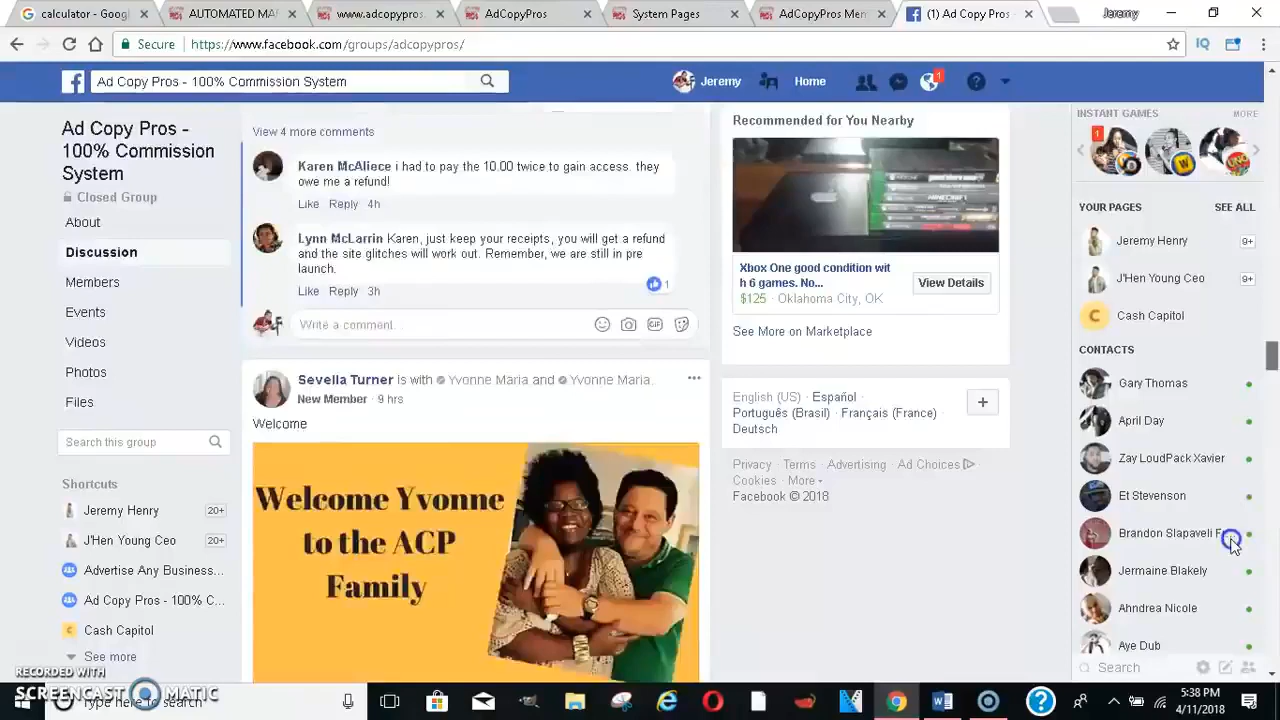 calculator - Googl
AUTOMATED MA
www.adcopypros.
AdCopyPros
System Pages
AdCopyPros Mem
(1) Ad Copy Pros -
Jeremy
Secure
https://www.facebook.com/groups/adcopypros/
IQ
Ad Copy Pros - 100% Commission System
Jeremy
Home
1
Ad Copy Pros -
100% Commission
System
Closed Group
About
Discussion
Members
Events
Videos
Photos
Files
Search this group
Shortcuts
Jeremy Henry 20+
J'Hen Young Ceo 20+
Advertise Any Business...
Ad Copy Pros - 100% C...
Cash Capitol
See more
View 4 more comments
Karen McAliece i had to pay the 10.00 twice to gain access. they
owe me a refund!
Like Reply 4h
Lynn McLarrin Karen, just keep your receipts, you will get a refund
and the site glitches will work out. Remember, we are still in pre
launch.
Like Reply 3h
1
Write a comment...
GIF
Sevella Turner is with Yvonne Maria and Yvonne Maria.
New Member · 9 hrs
Welcome
Welcome Yvonne
to the ACP
Family
Recommended for You Nearby
Xbox One good condition wit
h 6 games. No...
$125 · Oklahoma City, OK
View Details
See More on Marketplace
English (US) · Español ·
Português (Brasil) · Français (France) ·
Deutsch
Privacy · Terms · Advertising · Ad Choices
Cookies · More
Facebook © 2018
INSTANT GAMES
MORE
1
YOUR PAGES
SEE ALL
Jeremy Henry 9+
J'Hen Young Ceo 9+
Cash Capitol
CONTACTS
Gary Thomas
April Day
Zay LoudPack Xavier
Et Stevenson
Brandon Slapaveli F
Jermaine Blakely
Ahndrea Nicole
Aye Dub
Search
RECORDED WITH
SCREENCAST MATIC
Type here to search
5:38 PM
4/11/2018